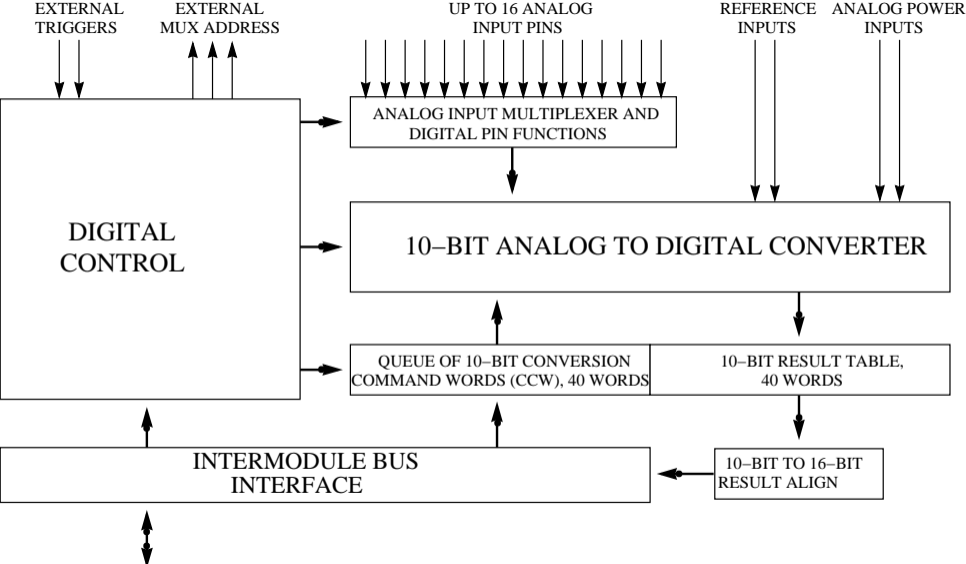 EXTERNAL
TRIGGERS
EXTERNAL
MUX ADDRESS
UP TO 16 ANALOG
INPUT PINS
REFERENCE
INPUTS
ANALOG POWER
INPUTS
ANALOG INPUT MULTIPLEXER AND
DIGITAL PIN FUNCTIONS
DIGITAL
CONTROL
10−BIT ANALOG TO DIGITAL CONVERTER
QUEUE OF 10−BIT CONVERSION
COMMAND WORDS (CCW), 40 WORDS
10−BIT RESULT TABLE,
40 WORDS
INTERMODULE BUS
INTERFACE
10−BIT TO 16−BIT
RESULT ALIGN